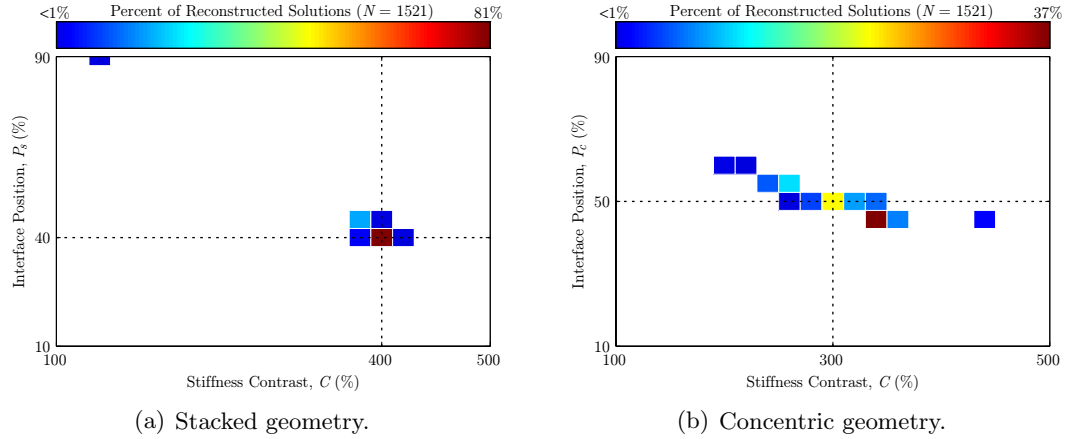 Percent of Reconstructed Solutions (N = 1521)
<1% 81%
90
40
10
Interface Position, P_s (%)
100 400 500
Stiffness Contrast, C (%)
(a) Stacked geometry.
Percent of Reconstructed Solutions (N = 1521)
<1% 37%
90
50
10
Interface Position, P_c (%)
100 300 500
Stiffness Contrast, C (%)
(b) Concentric geometry.